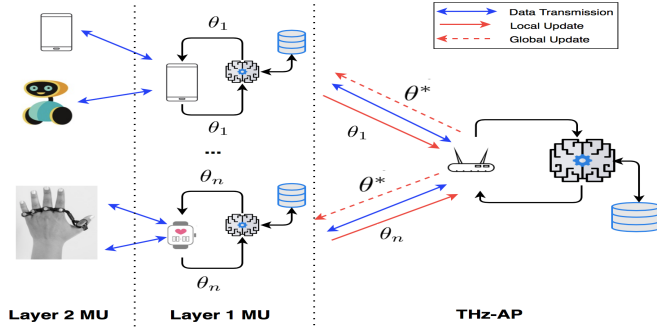 Data Transmission
Local Update
Global Update
θ₁
θ₁
...
θₙ
θₙ
θ*
θ₁
θ*
θₙ
Layer 2 MU
Layer 1 MU
THz-AP